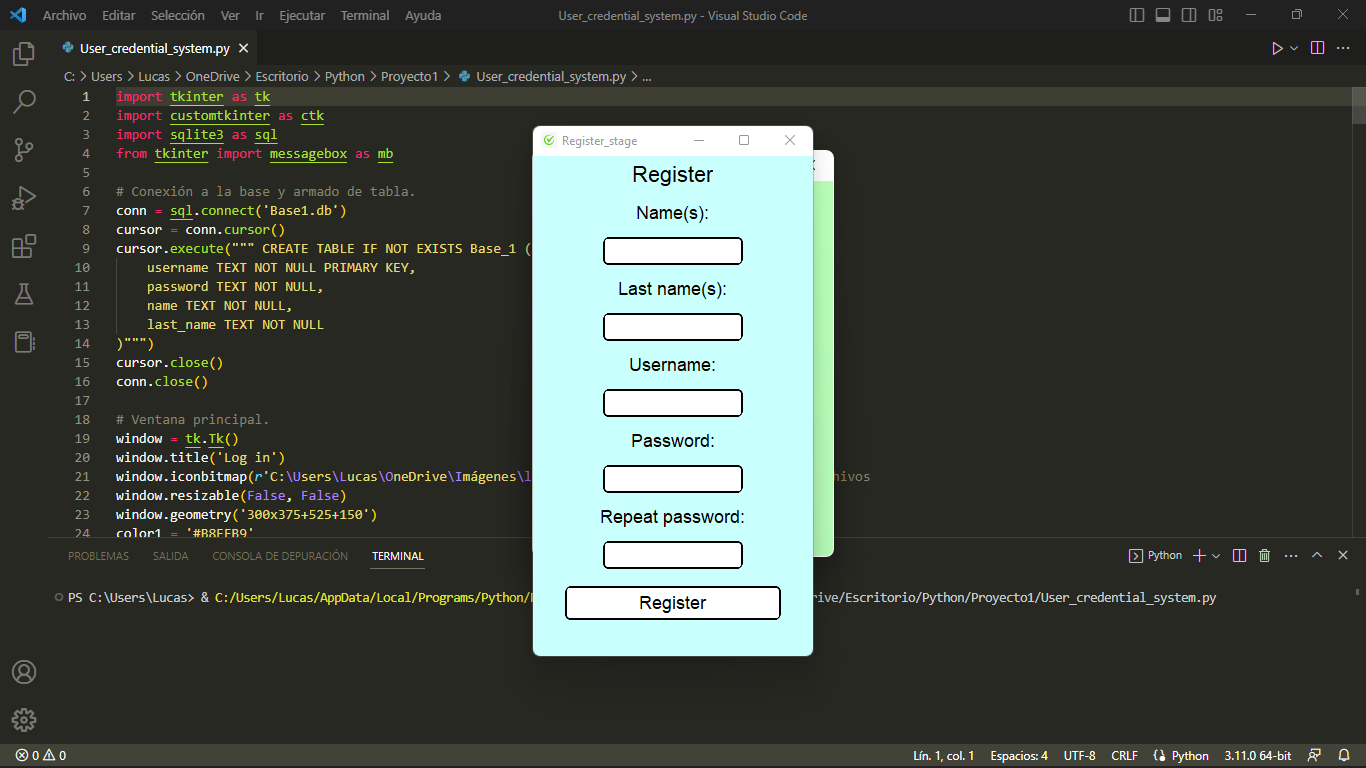 Archivo Editar Selección Ver Ir Ejecutar Terminal Ayuda User_credential_system.py - Visual Studio Code
User_credential_system.py
C: > Users > Lucas > OneDrive > Escritorio > Python > Proyecto1 > User_credential_system.py > ...
1 import tkinter as tk
2 import customtkinter as ctk
3 import sqlite3 as sql
4 from tkinter import messagebox as mb
5
6 # Conexión a la base y armado de tabla.
7 conn = sql.connect('Base1.db')
8 cursor = conn.cursor()
9 cursor.execute(""" CREATE TABLE IF NOT EXISTS Base_1 (
10 username TEXT NOT NULL PRIMARY KEY,
11 password TEXT NOT NULL,
12 name TEXT NOT NULL,
13 last_name TEXT NOT NULL
14 )""")
15 cursor.close()
16 conn.close()
17
18 # Ventana principal.
19 window = tk.Tk()
20 window.title('Log in')
21 window.iconbitmap(r'C:\Users\Lucas\OneDrive\Imágenes\l
22 window.resizable(False, False)
23 window.geometry('300x375+525+150')
24 color1 = '#B8FFB9'
Register_stage
Register
Name(s):
Last name(s):
Username:
Password:
Repeat password:
Register
PROBLEMAS SALIDA CONSOLA DE DEPURACIÓN TERMINAL Python
PS C:\Users\Lucas> & C:/Users/Lucas/AppData/Local/Programs/Python/ rive/Escritorio/Python/Proyecto1/User_credential_system.py
0 0 Lín. 1, col. 1 Espacios: 4 UTF-8 CRLF Python 3.11.0 64-bit